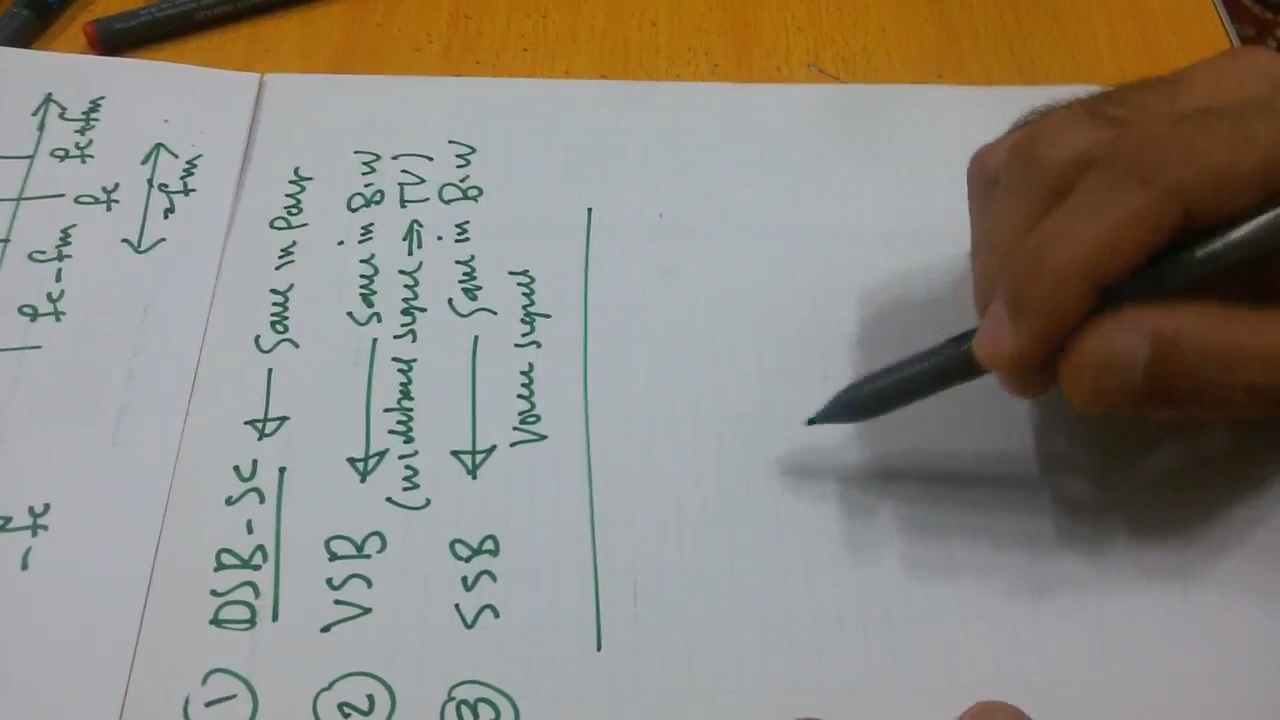 fc-fm fc fc+fm
2fm
-fc
1) DSB-SC ← Save in Power
2) VSB ← Save in B.W
(wideband signal ⇒ TV)
3) SSB ← Save in B.W
Voice signal